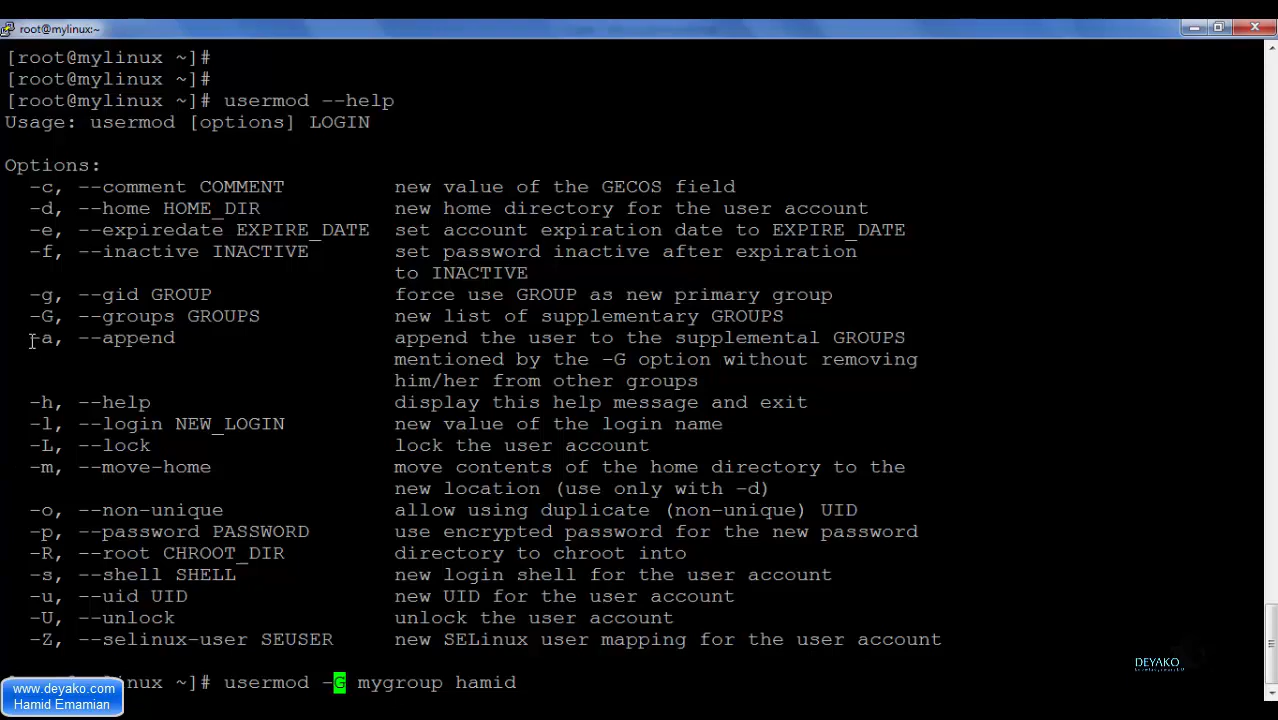 root@mylinux:~
[root@mylinux ~]#
[root@mylinux ~]#
[root@mylinux ~]# usermod --help
Usage: usermod [options] LOGIN
Options:
-c, --comment COMMENT new value of the GECOS field
-d, --home HOME_DIR new home directory for the user account
-e, --expiredate EXPIRE_DATE set account expiration date to EXPIRE_DATE
-f, --inactive INACTIVE set password inactive after expiration
to INACTIVE
-g, --gid GROUP force use GROUP as new primary group
-G, --groups GROUPS new list of supplementary GROUPS
-a, --append append the user to the supplemental GROUPS
mentioned by the -G option without removing
him/her from other groups
-h, --help display this help message and exit
-l, --login NEW_LOGIN new value of the login name
-L, --lock lock the user account
-m, --move-home move contents of the home directory to the
new location (use only with -d)
-o, --non-unique allow using duplicate (non-unique) UID
-p, --password PASSWORD use encrypted password for the new password
-R, --root CHROOT_DIR directory to chroot into
-s, --shell SHELL new login shell for the user account
-u, --uid UID new UID for the user account
-U, --unlock unlock the user account
-Z, --selinux-user SEUSER new SELinux user mapping for the user account
DEYAKO
linux ~]# usermod -G mygroup hamid
www.deyako.com
Hamid Emamian